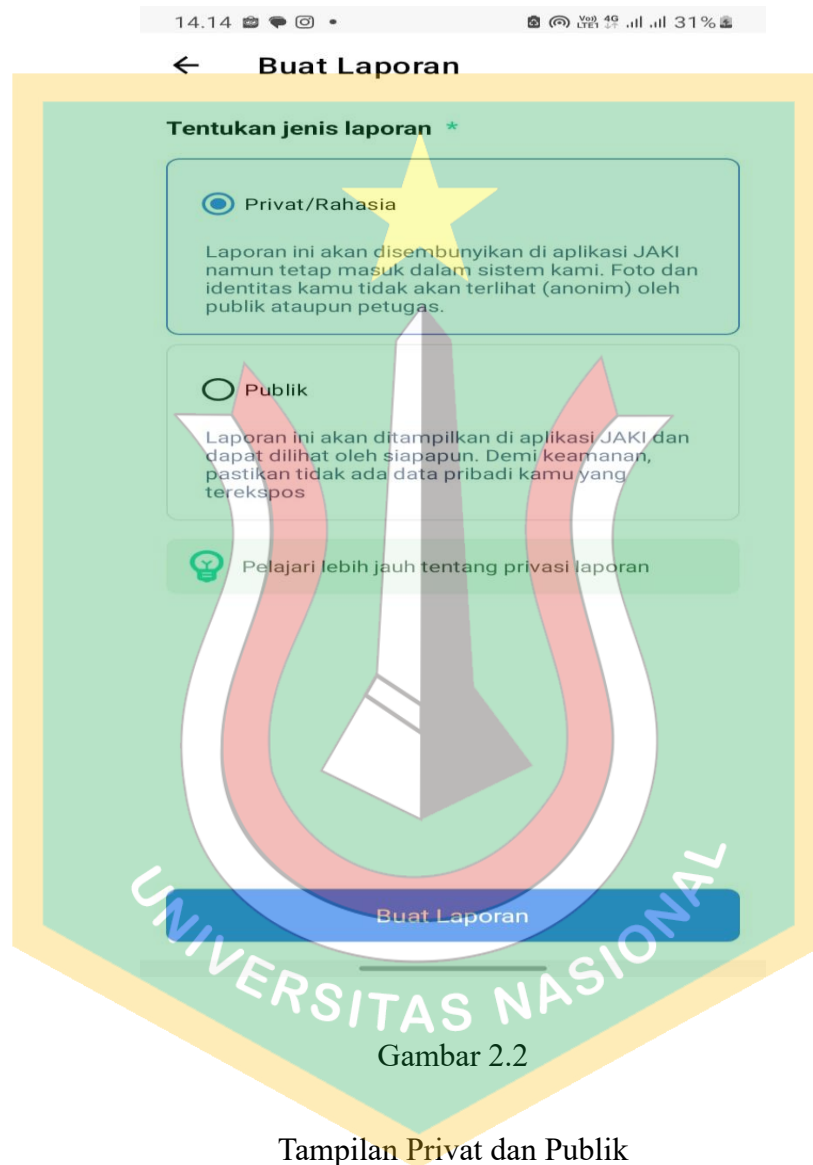 14.14
Voo) 4G
LTE1
31%
Buat Laporan
Tentukan jenis laporan *
Privat/Rahasia
Laporan ini akan disembunyikan di aplikasi JAKI
namun tetap masuk dalam sistem kami. Foto dan
identitas kamu tidak akan terlihat (anonim) oleh
publik ataupun petugas.
Publik
Laporan ini akan ditampilkan di aplikasi JAKI dan
dapat dilihat oleh siapapun. Demi keamanan,
pastikan tidak ada data pribadi kamu yang
terekspos
Pelajari lebih jauh tentang privasi laporan
Buat Laporan
UNIVERSITAS NASIONAL
Gambar 2.2
Tampilan Privat dan Publik